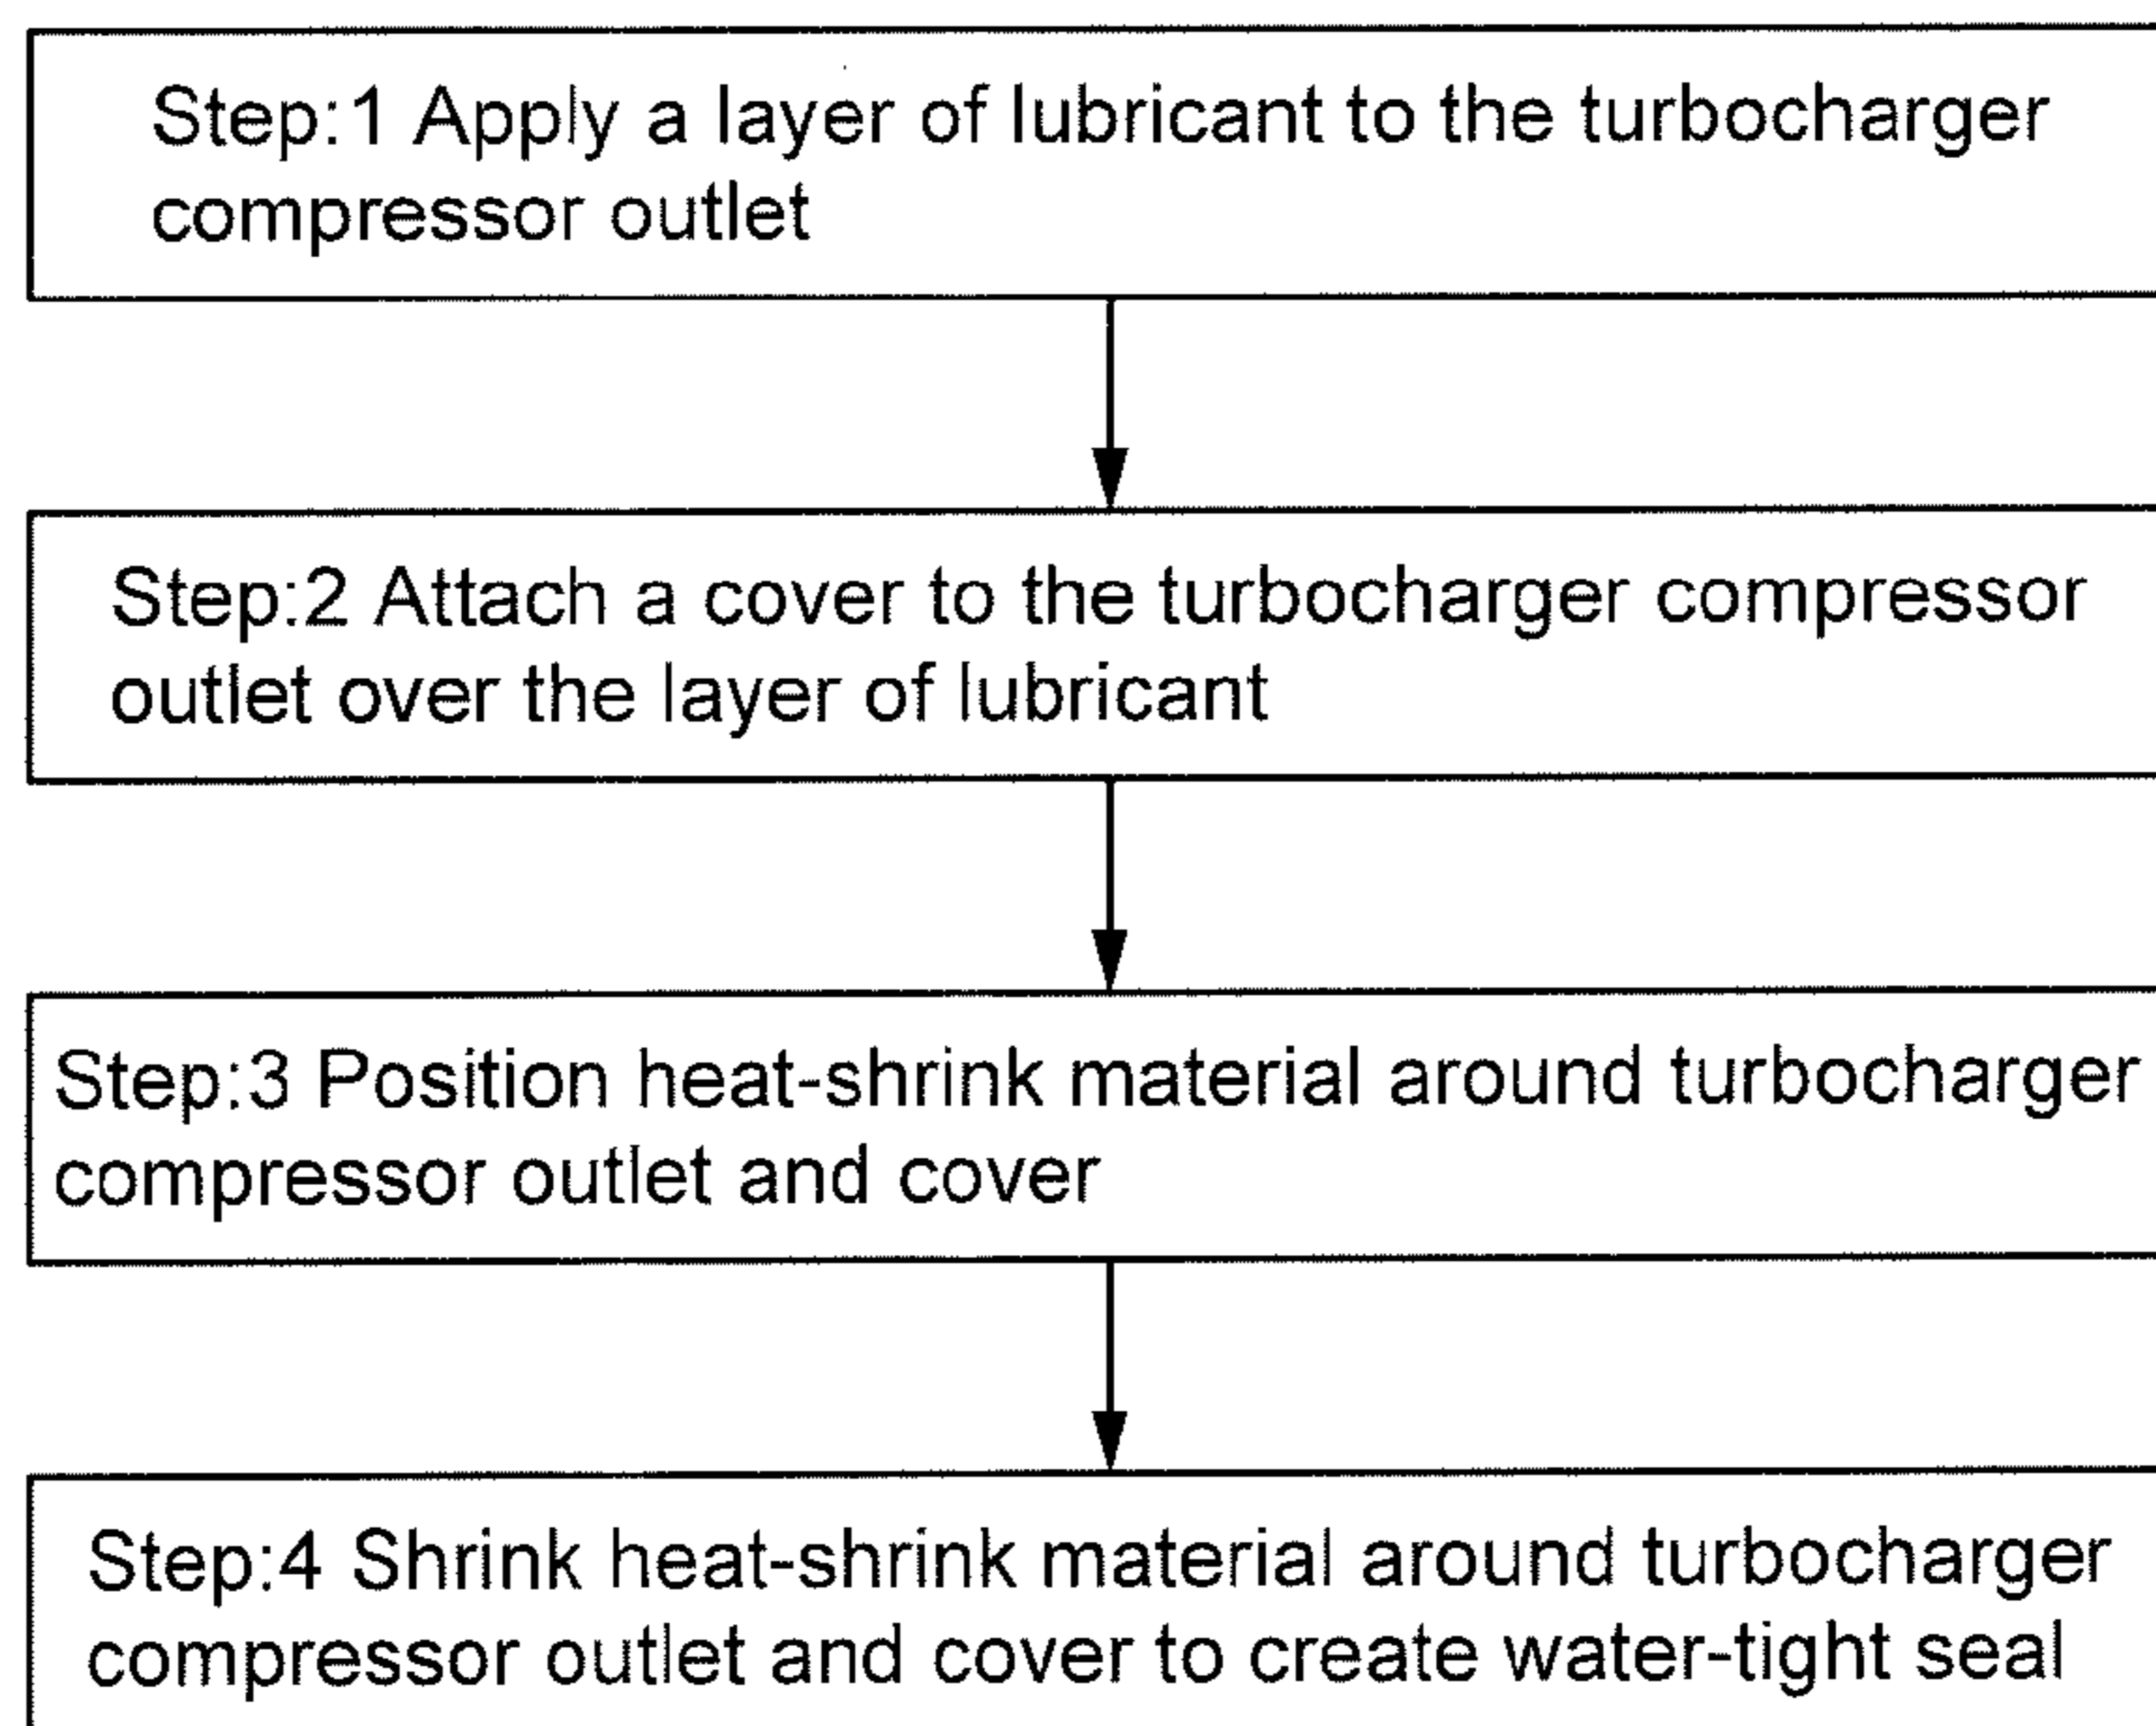 Step:1 Apply a layer of lubricant to the turbocharger
compressor outlet
Step:2 Attach a cover to the turbocharger compressor
outlet over the layer of lubricant
Step:3 Position heat-shrink material around turbocharger
compressor outlet and cover
Step:4 Shrink heat-shrink material around turbocharger
compressor outlet and cover to create water-tight seal